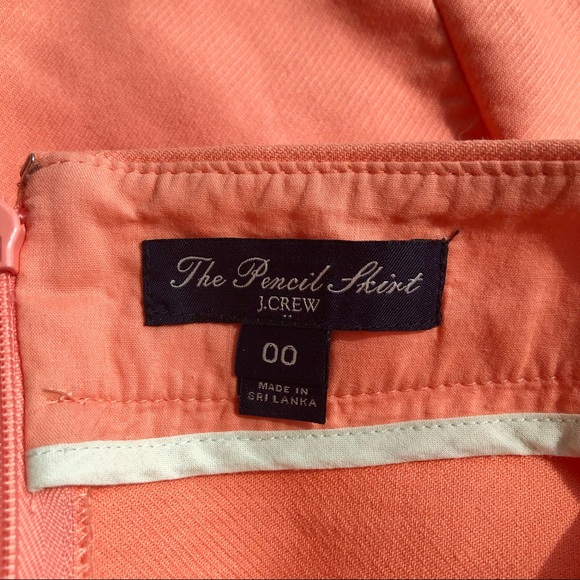 The Pencil Skirt
J.CREW
00
MADE IN
SRI LANKA